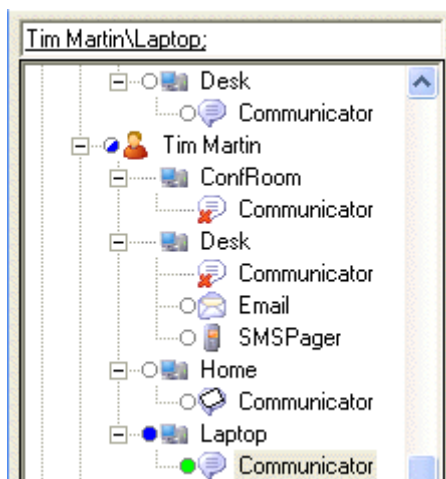 Tim Martin\Laptop;
Desk
Communicator
Tim Martin
ConfRoom
Communicator
Desk
Communicator
Email
SMSPager
Home
Communicator
Laptop
Communicator